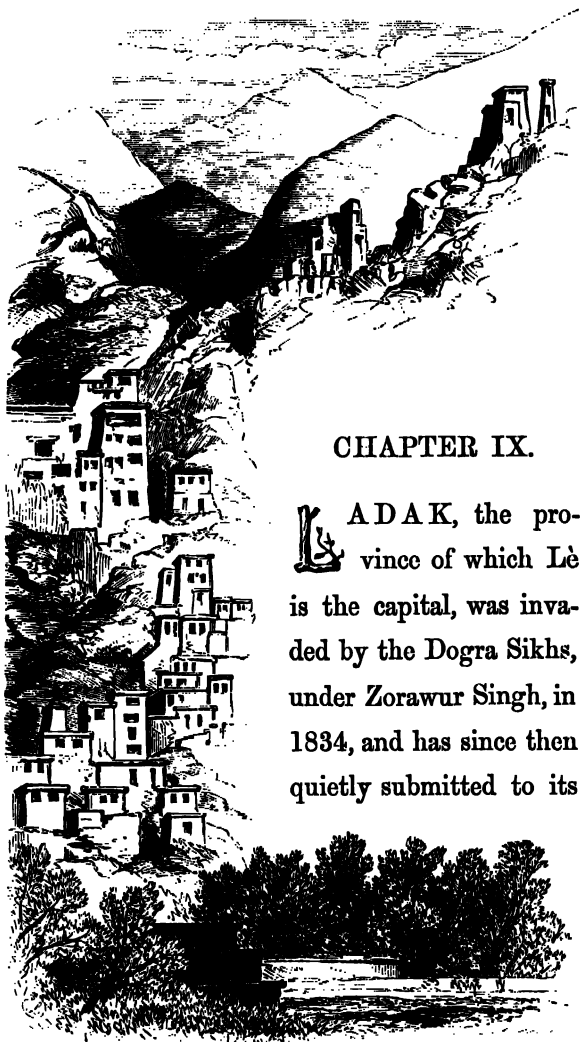 CHAPTER IX.
LADAK, the pro-
vince of which Lè
is the capital, was inva-
ded by the Dogra Sikhs,
under Zorawur Singh, in
1834, and has since then
quietly submitted to its